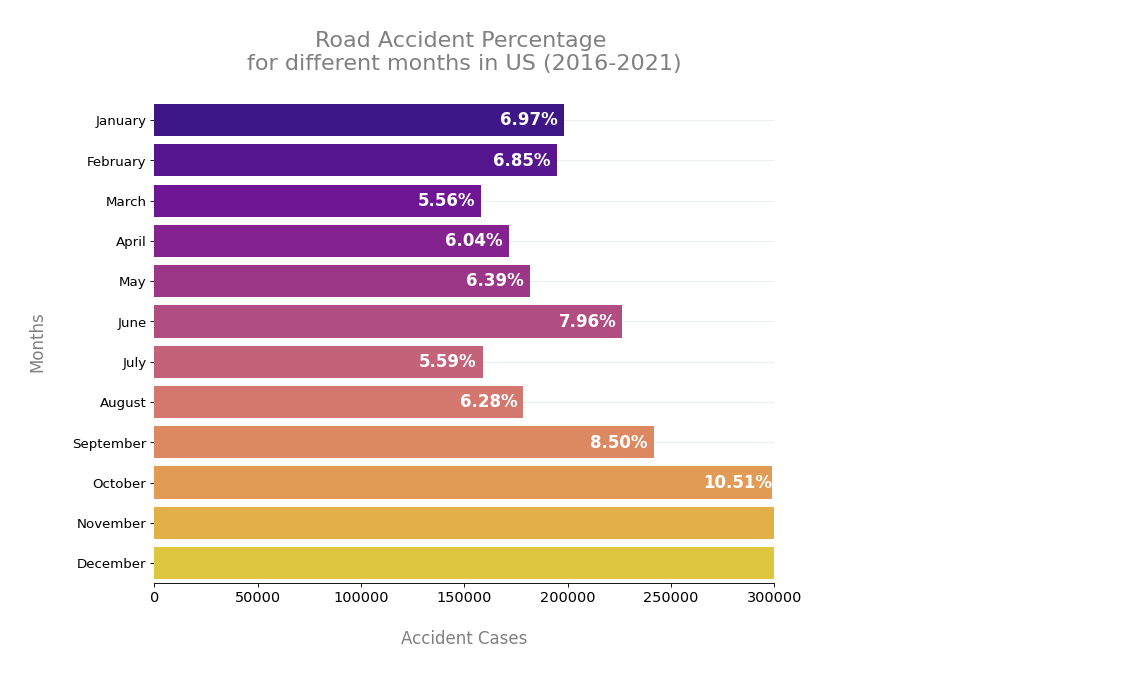 Road Accident Percentage
for different months in US (2016-2021)
January 6.97%
February 6.85%
March 5.56%
April 6.04%
May 6.39%
June 7.96%
July 5.59%
August 6.28%
September 8.50%
October 10.51%
November
December
Months
0 50000 100000 150000 200000 250000 300000
Accident Cases